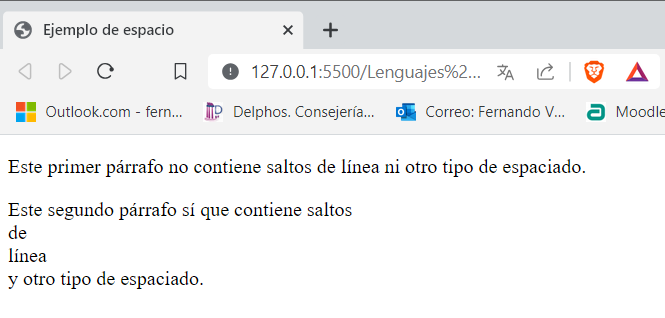 Ejemplo de espacio
127.0.0.1:5500/Lenguajes%2...
Outlook.com - fern... Delphos. Consejería... Correo: Fernando V... Moodle
Este primer párrafo no contiene saltos de línea ni otro tipo de espaciado.
Este segundo párrafo sí que contiene saltos
de
línea
y otro tipo de espaciado.